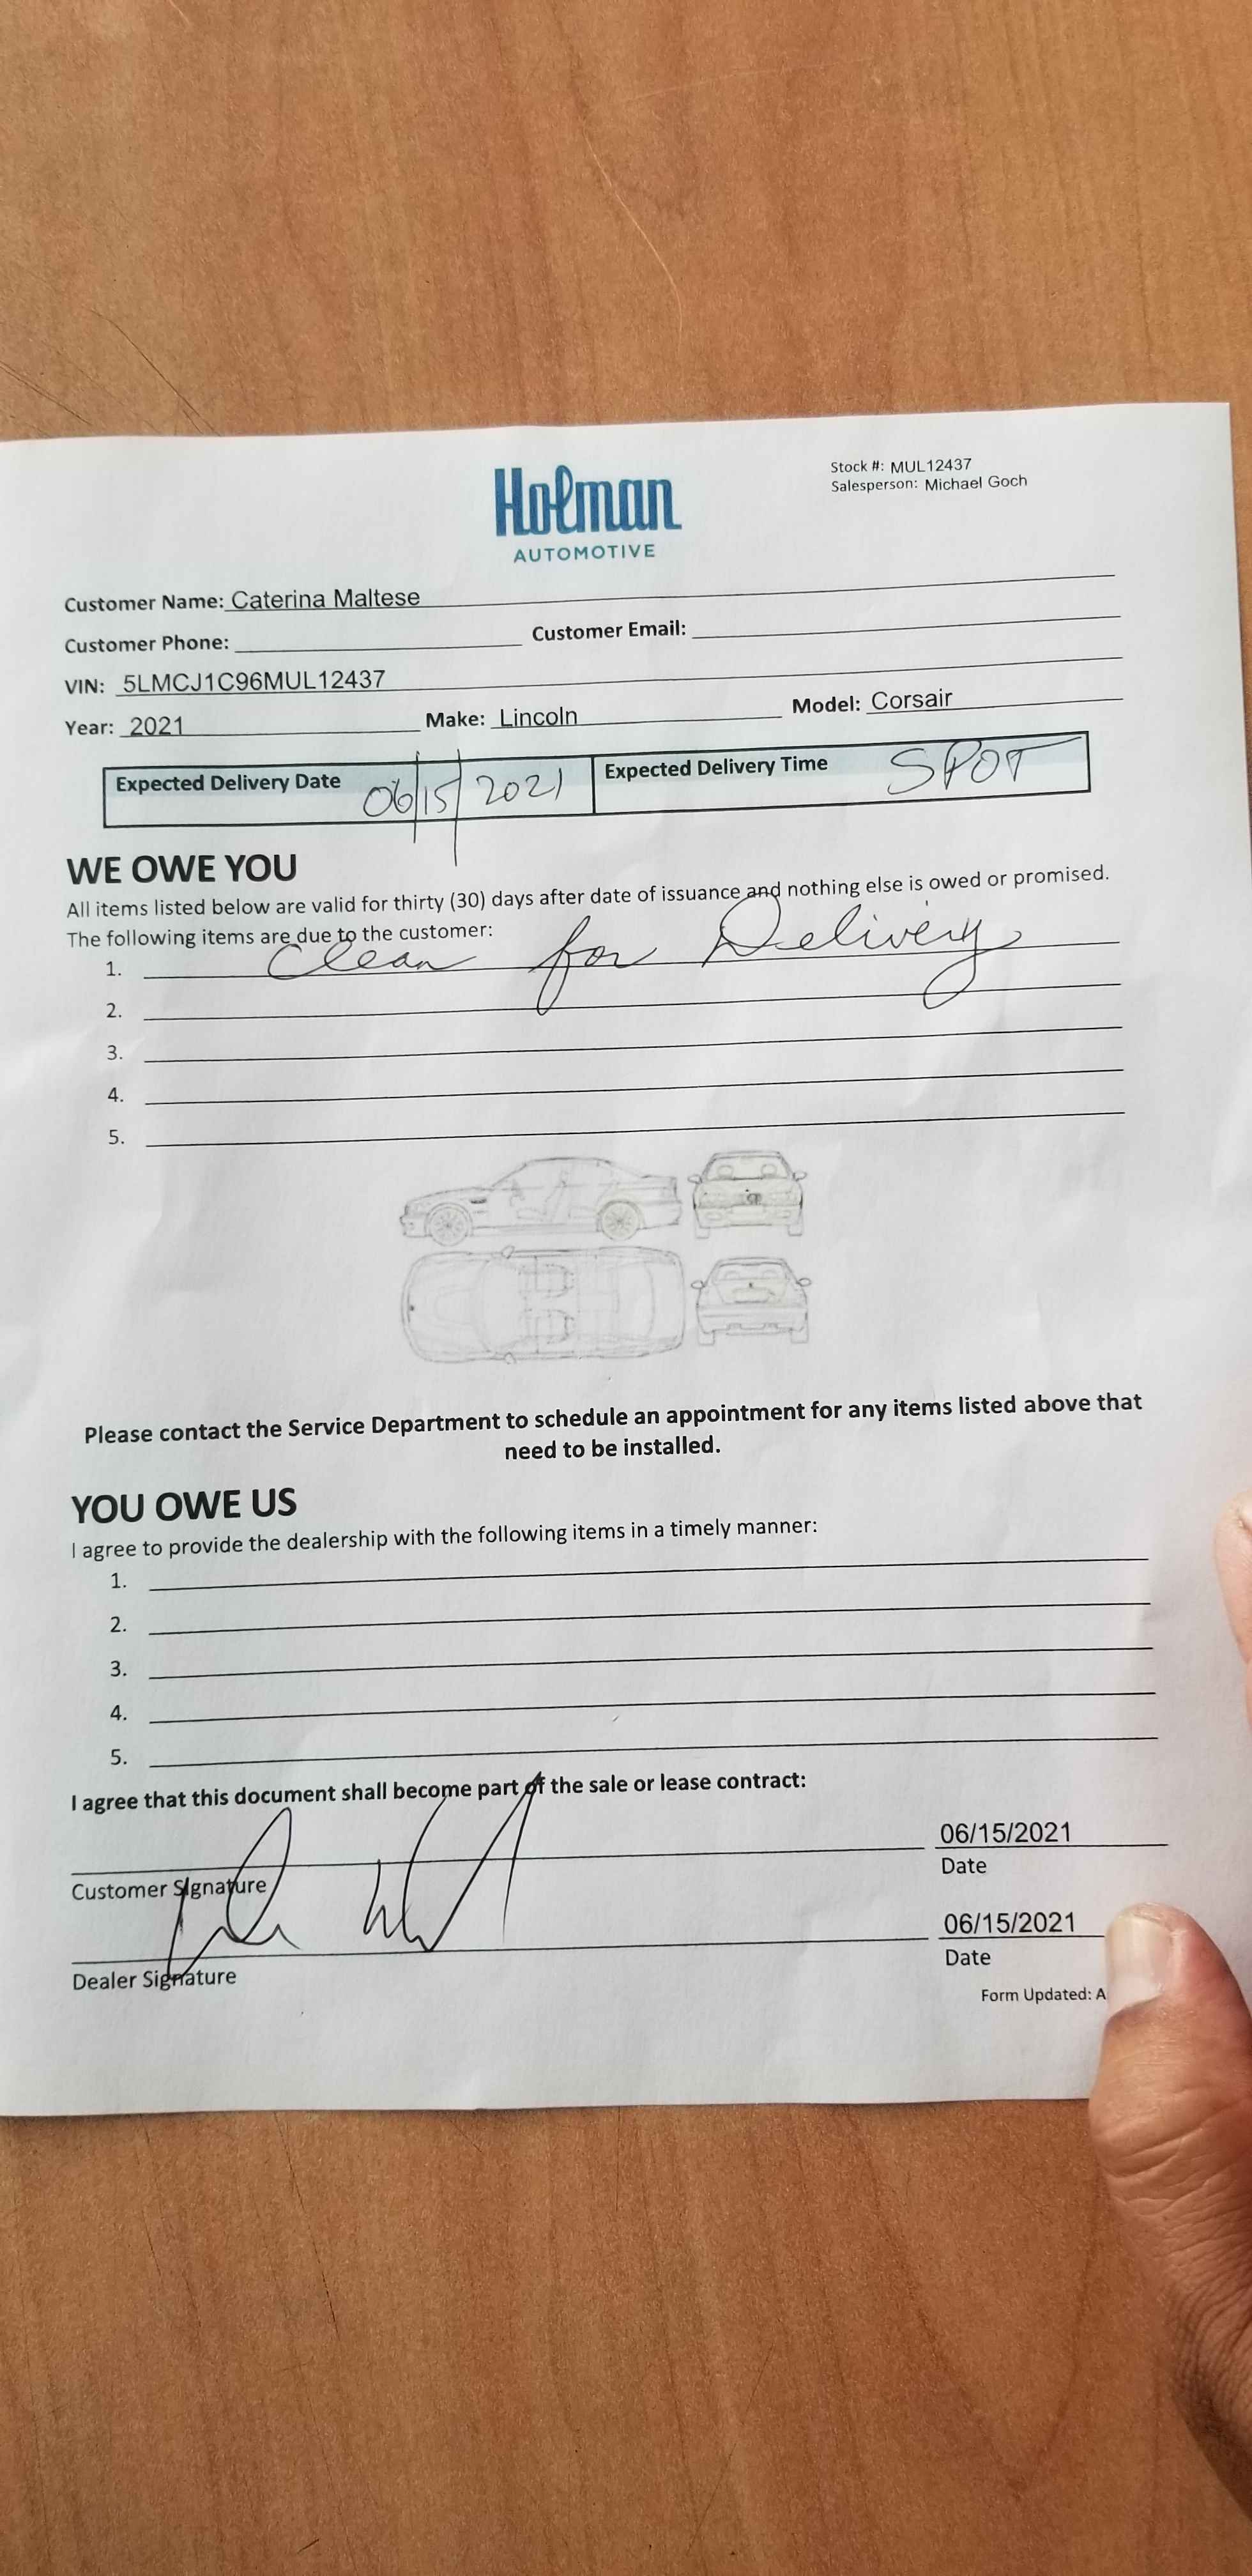 Holman
AUTOMOTIVE
Stock #: MUL12437
Salesperson: Michael Goch
Customer Name: Caterina Maltese
Customer Phone: Customer Email:
VIN: 5LMCJ1C96MUL12437
Year: 2021 Make: Lincoln Model: Corsair
Expected Delivery Date 06/15/2021 Expected Delivery Time SPOT
WE OWE YOU
All items listed below are valid for thirty (30) days after date of issuance and nothing else is owed or promised.
The following items are due to the customer:
1. Clean for Delivery
2.
3.
4.
5.
Please contact the Service Department to schedule an appointment for any items listed above that
need to be installed.
YOU OWE US
I agree to provide the dealership with the following items in a timely manner:
1.
2.
3.
4.
5.
I agree that this document shall become part of the sale or lease contract:
06/15/2021
Customer Signature Date
06/15/2021
Dealer Signature Date
Form Updated: A